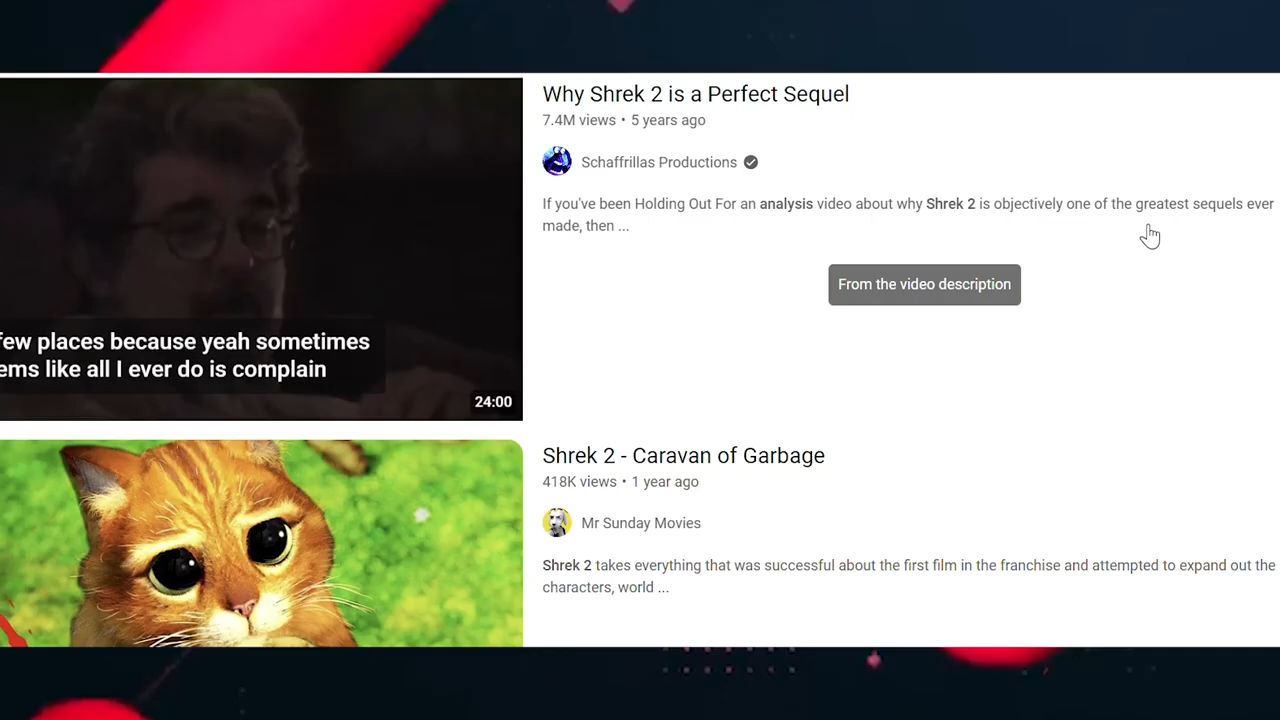 Why Shrek 2 is a Perfect Sequel
7.4M views • 5 years ago
Schaffrillas Productions
If you've been Holding Out For an analysis video about why Shrek 2 is objectively one of the greatest sequels ever
made, then ...
From the video description
few places because yeah sometimes
ems like all I ever do is complain
24:00
Shrek 2 - Caravan of Garbage
418K views • 1 year ago
Mr Sunday Movies
Shrek 2 takes everything that was successful about the first film in the franchise and attempted to expand out the
characters, world ...